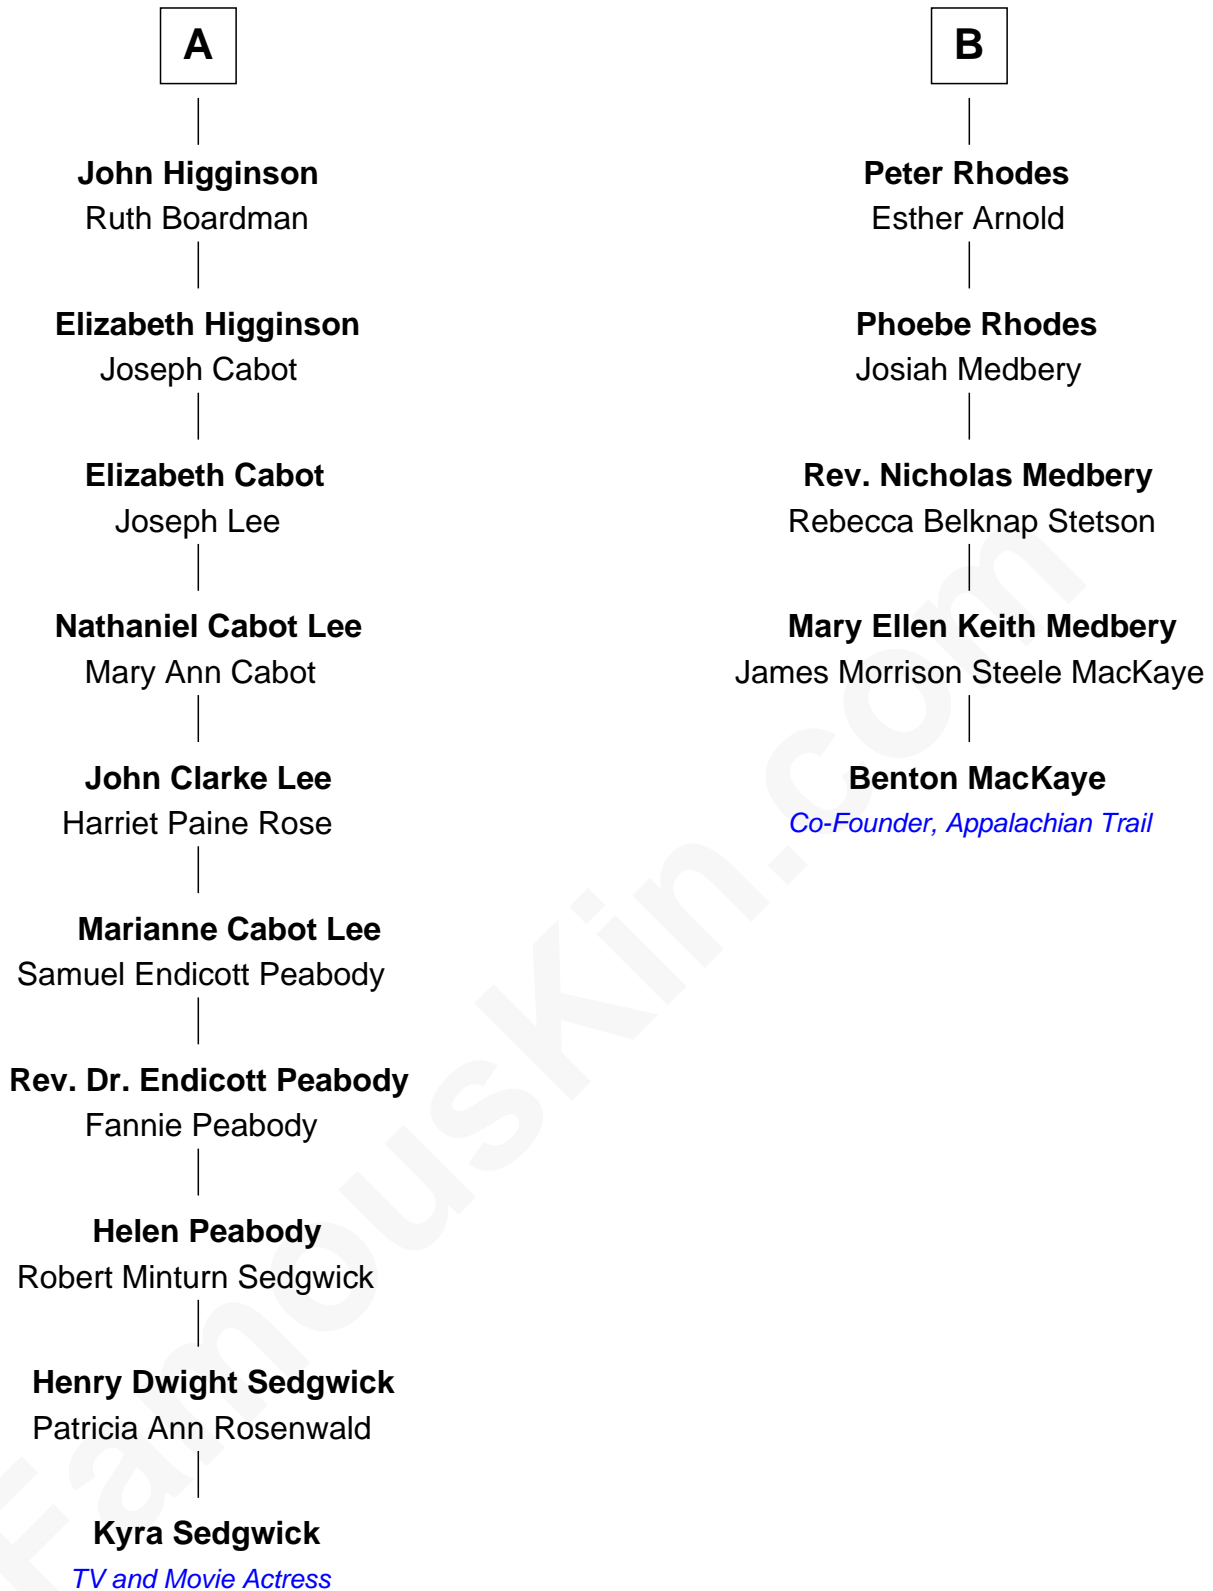 A
John Higginson
Ruth Boardman
Elizabeth Higginson
Joseph Cabot
Elizabeth Cabot
Joseph Lee
Nathaniel Cabot Lee
Mary Ann Cabot
John Clarke Lee
Harriet Paine Rose
Marianne Cabot Lee
Samuel Endicott Peabody
Rev. Dr. Endicott Peabody
Fannie Peabody
Helen Peabody
Robert Minturn Sedgwick
Henry Dwight Sedgwick
Patricia Ann Rosenwald
Kyra Sedgwick
TV and Movie Actress
B
Peter Rhodes
Esther Arnold
Phoebe Rhodes
Josiah Medbery
Rev. Nicholas Medbery
Rebecca Belknap Stetson
Mary Ellen Keith Medbery
James Morrison Steele MacKaye
Benton MacKaye
Co-Founder, Appalachian Trail
FamousKin.com